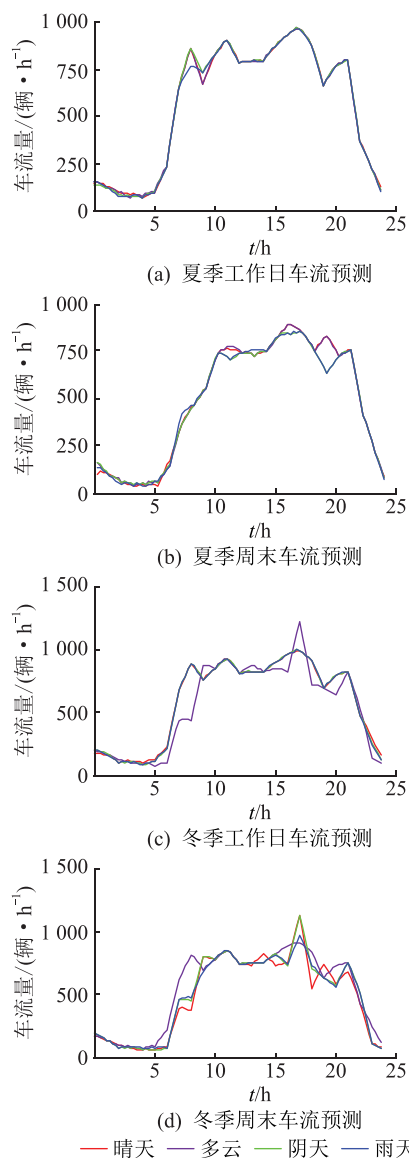 1 000
750
500
250
0
5
10
15
20
25
车流量/(辆·h⁻¹)
t/h
(a) 夏季工作日车流预测
1 000
750
500
250
0
5
10
15
20
25
车流量/(辆·h⁻¹)
t/h
(b) 夏季周末车流预测
1 500
1 000
500
0
5
10
15
20
25
车流量/(辆·h⁻¹)
t/h
(c) 冬季工作日车流预测
1 500
1 000
500
0
5
10
15
20
25
车流量/(辆·h⁻¹)
t/h
(d) 冬季周末车流预测
晴天 多云 阴天 雨天